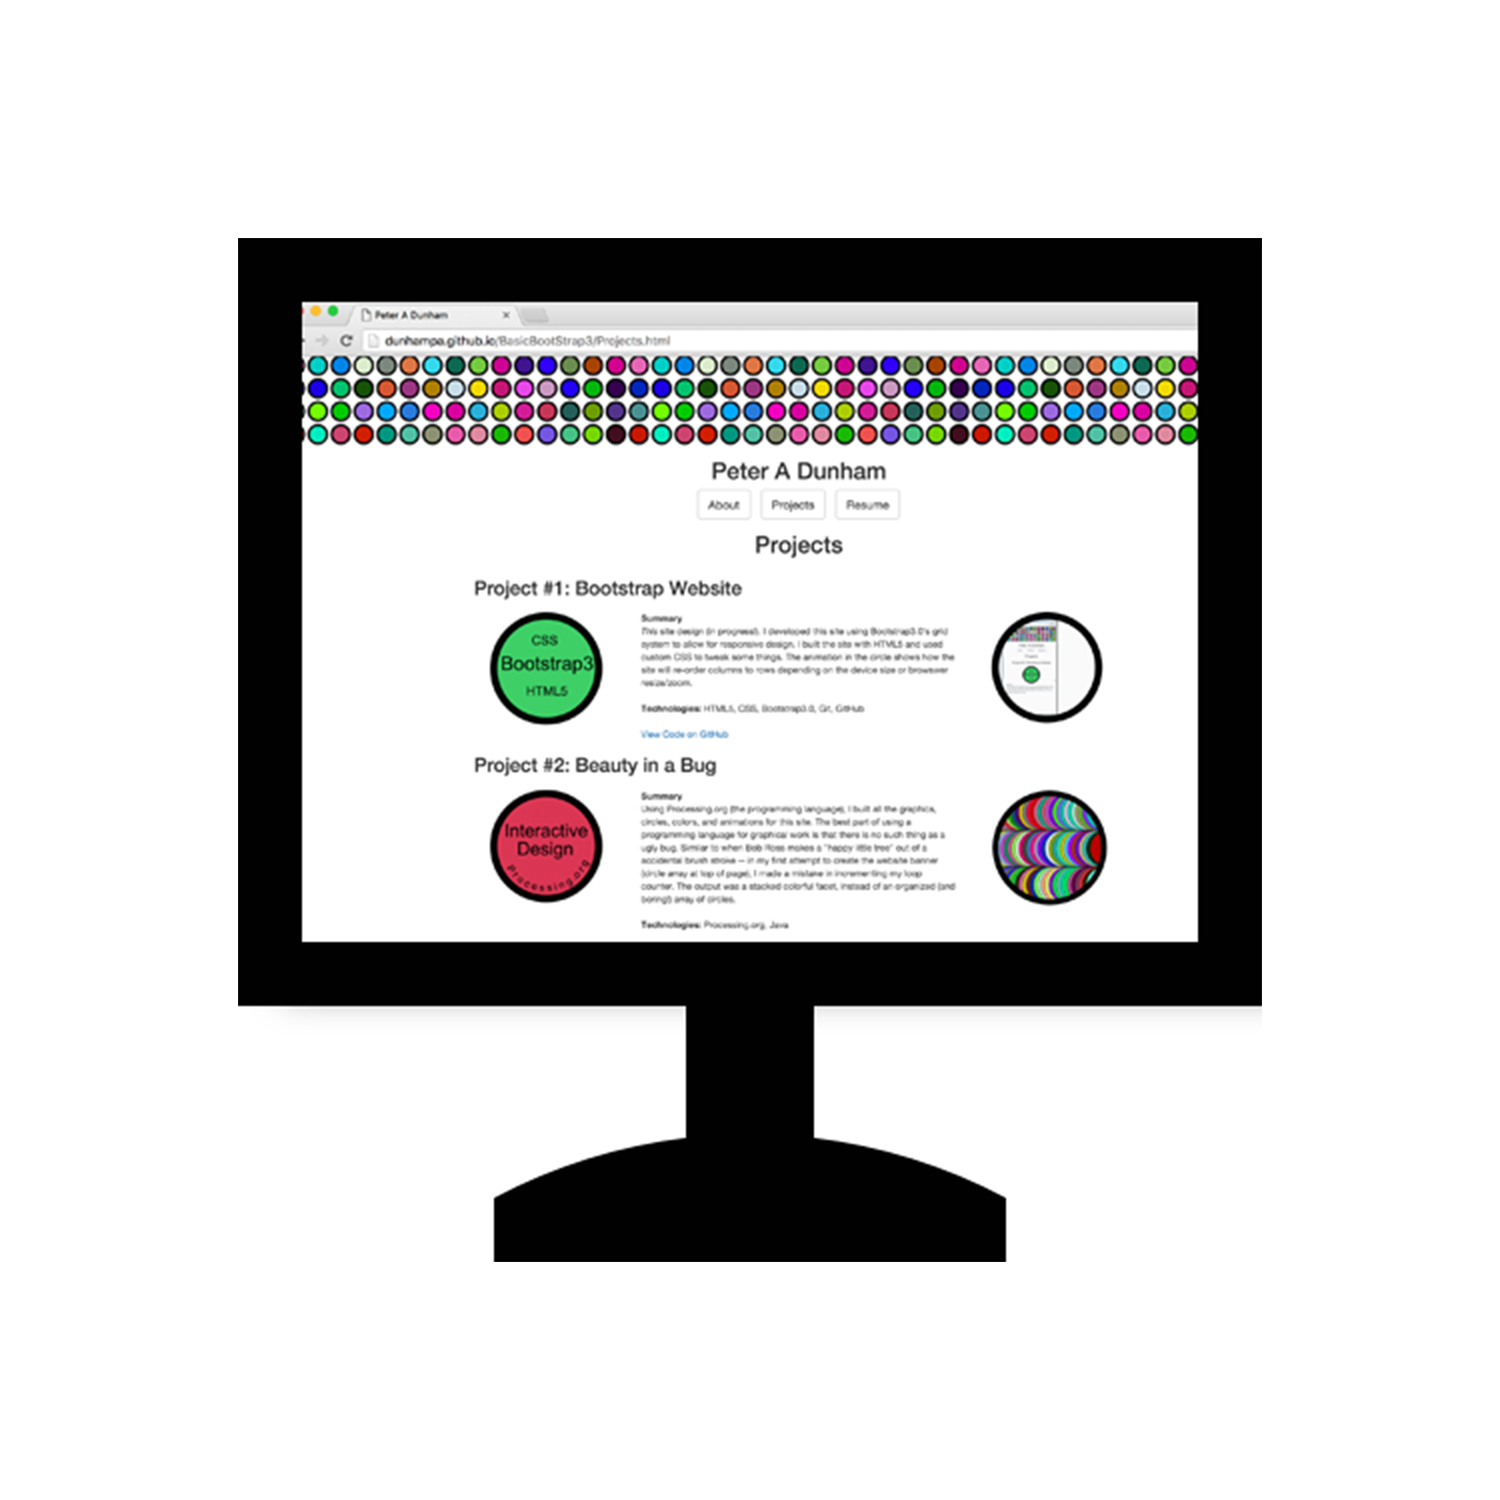 Peter A Dunham
dunhampa.github.io/BasicBootStrap3/Projects.html
Peter A Dunham
About Projects Resume
Projects
Project #1: Bootstrap Website
CSS
Bootstrap3
HTML5
Summary
This site design (in progress). I developed this site using Bootstrap3.0's grid
system to allow for responsive design. I built the site with HTML5 and used
custom CSS to tweak some things. The animation in the circle shows how the
site will re-order columns to rows depending on the device size or browswer
resize/zoom.
Technologies: HTML5, CSS, Bootstrap3.0, Git, GitHub
View Code on GitHub
Project #2: Beauty in a Bug
Interactive
Design
Processing.org
Summary
Using Processing.org (the programming language), I built all the graphics,
circles, colors, and animations for this site. The best part of using a
programming language for graphical work is that there is no such thing as a
ugly bug. Similar to when Bob Ross makes a "happy little tree" out of a
accidental brush stroke -- in my first attempt to create the website banner
(circle array at top of page), I made a mistake in incrementing my loop
counter. The output was a stacked colorful facet, instead of an organized (and
boring!) array of circles.
Technologies: Processing.org, Java